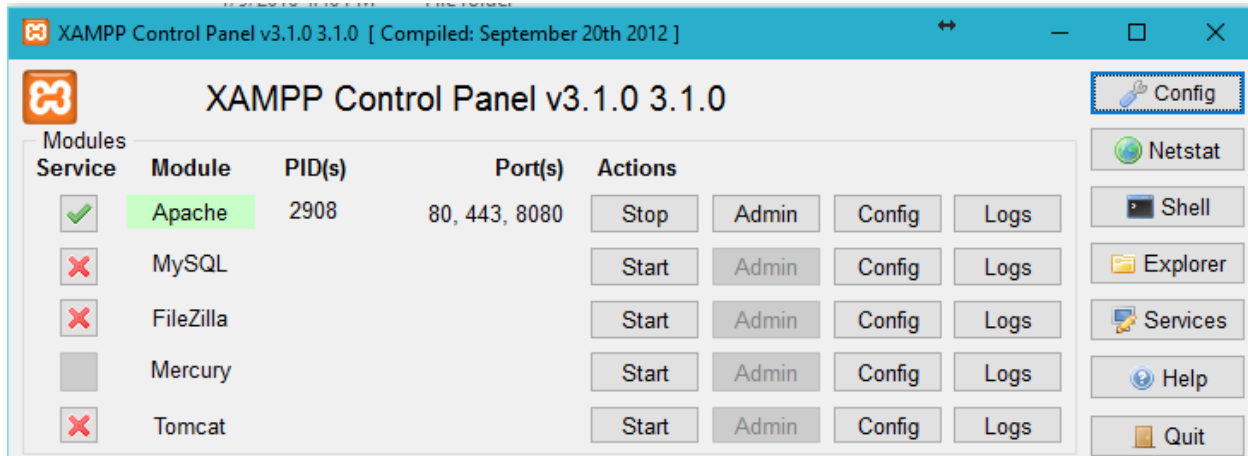 XAMPP Control Panel v3.1.0 3.1.0 [ Compiled: September 20th 2012 ]
XAMPP Control Panel v3.1.0 3.1.0
Config
Modules
Netstat
Service Module PID(s) Port(s) Actions
Apache 2908 80, 443, 8080 Stop Admin Config Logs
Shell
MySQL Start Admin Config Logs
Explorer
FileZilla Start Admin Config Logs
Services
Mercury Start Admin Config Logs
Help
Tomcat Start Admin Config Logs
Quit